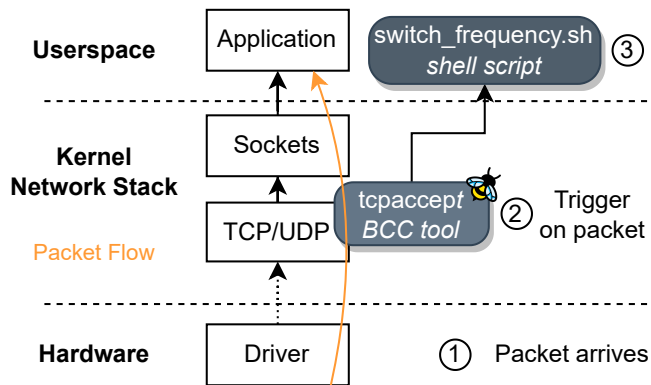 Userspace
Application
switch_frequency.sh
shell script
3
Kernel
Network Stack
Sockets
tcpaccept
BCC tool
2
Trigger
on packet
TCP/UDP
Packet Flow
Hardware
Driver
1
Packet arrives